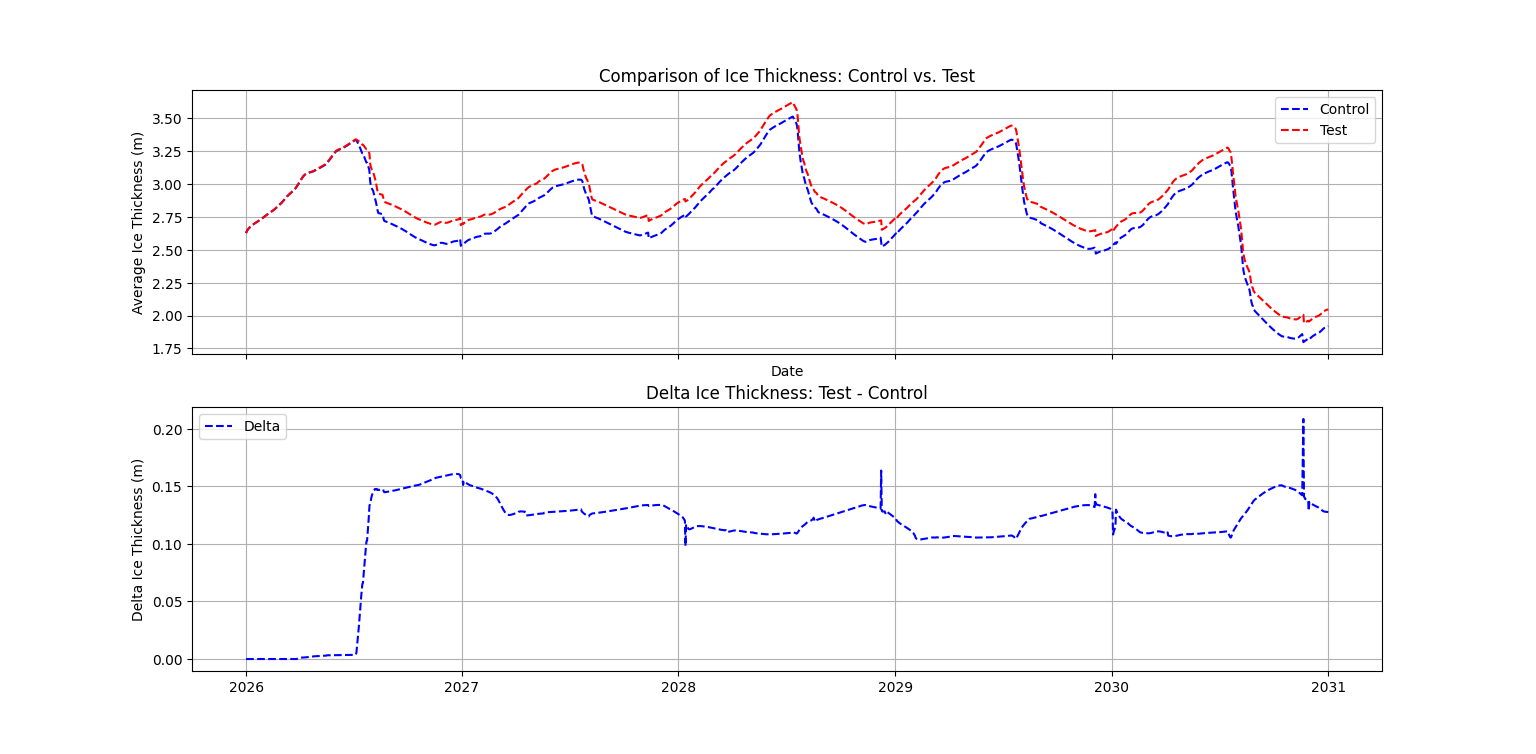 Comparison of Ice Thickness: Control vs. Test
Average Ice Thickness (m)
3.50
3.25
3.00
2.75
2.50
2.25
2.00
1.75
Control
Test
Date
Delta Ice Thickness: Test - Control
Delta Ice Thickness (m)
0.20
0.15
0.10
0.05
0.00
Delta
2026 2027 2028 2029 2030 2031